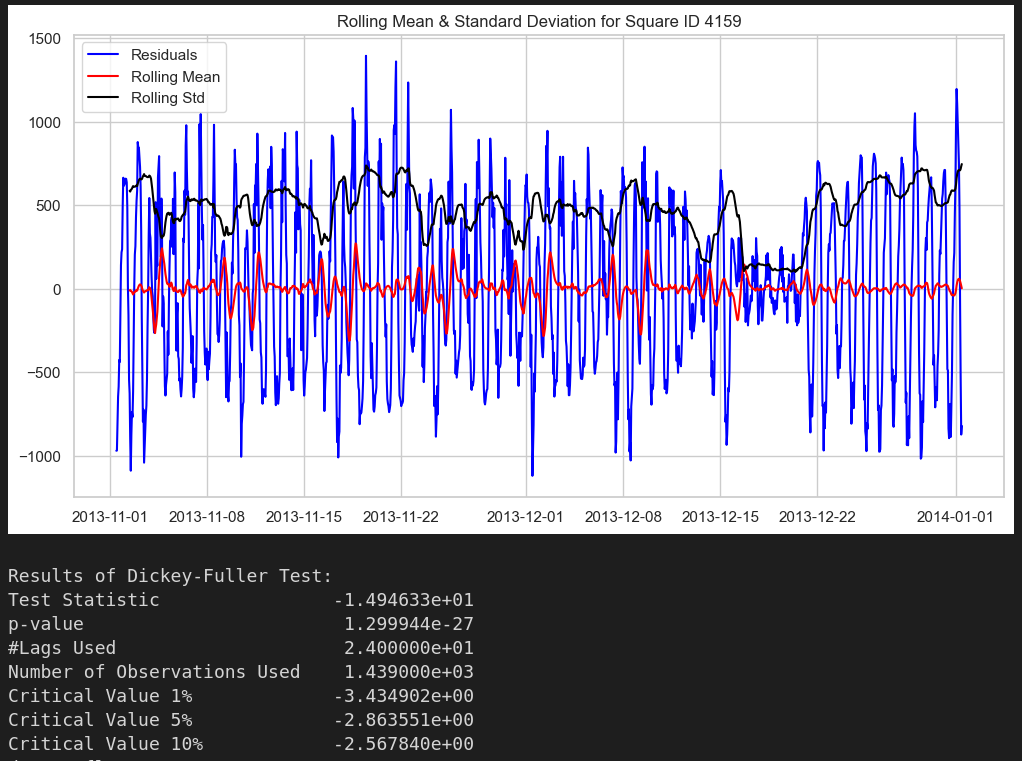 Rolling Mean & Standard Deviation for Square ID 4159
1500
1000
500
0
−500
−1000
Residuals
Rolling Mean
Rolling Std
2013-11-01 2013-11-08 2013-11-15 2013-11-22 2013-12-01 2013-12-08 2013-12-15 2013-12-22 2014-01-01
Results of Dickey-Fuller Test:
Test Statistic -1.494633e+01
p-value 1.299944e-27
#Lags Used 2.400000e+01
Number of Observations Used 1.439000e+03
Critical Value 1% -3.434902e+00
Critical Value 5% -2.863551e+00
Critical Value 10% -2.567840e+00